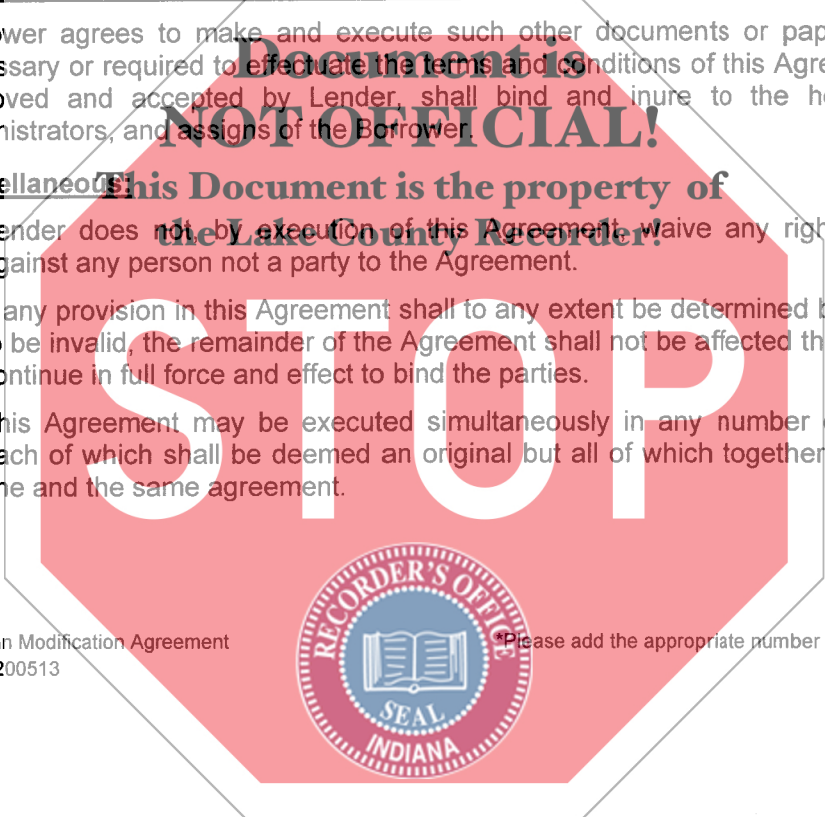 wer agrees to make and execute such other documents or pap
ssary or required to effectuate the terms and conditions of this Agre
ved and accepted by Lender, shall bind and inure to the he
nistrators, and assigns of the Borrower.
ellaneous:
ender does not, by execution of this Agreement, waive any righ
gainst any person not a party to the Agreement.
any provision in this Agreement shall to any extent be determined b
be invalid, the remainder of the Agreement shall not be affected th
ontinue in full force and effect to bind the parties.
his Agreement may be executed simultaneously in any number
ach of which shall be deemed an original but all of which together
ne and the same agreement.
n Modification Agreement
*Please add the appropriate number
200513
Document is
NOT OFFICIAL!
This Document is the property of
the Lake County Recorder!
STOP
RECORDER'S OFFICE
SEAL
INDIANA